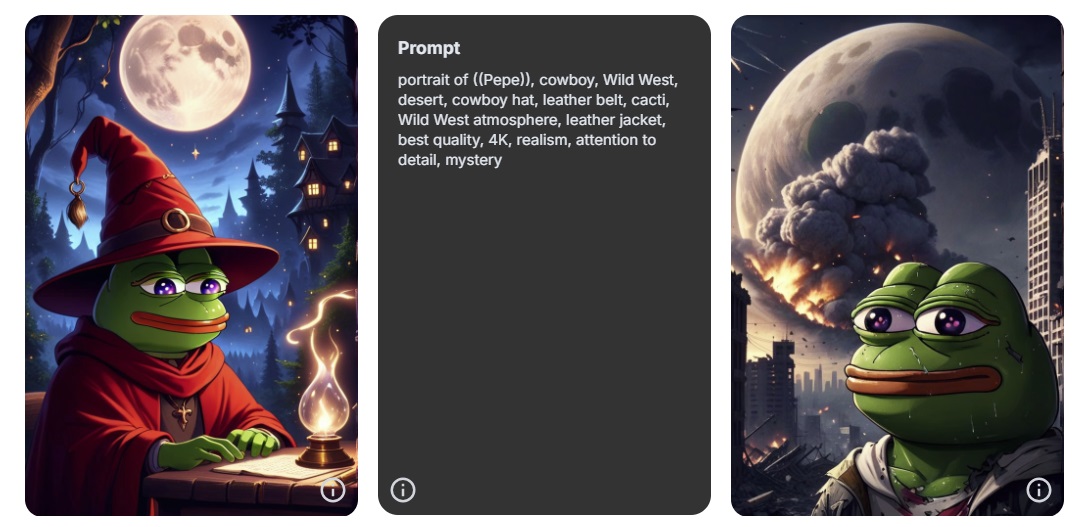 Prompt
portrait of ((Pepe)), cowboy, Wild West,
desert, cowboy hat, leather belt, cacti,
Wild West atmosphere, leather jacket,
best quality, 4K, realism, attention to
detail, mystery